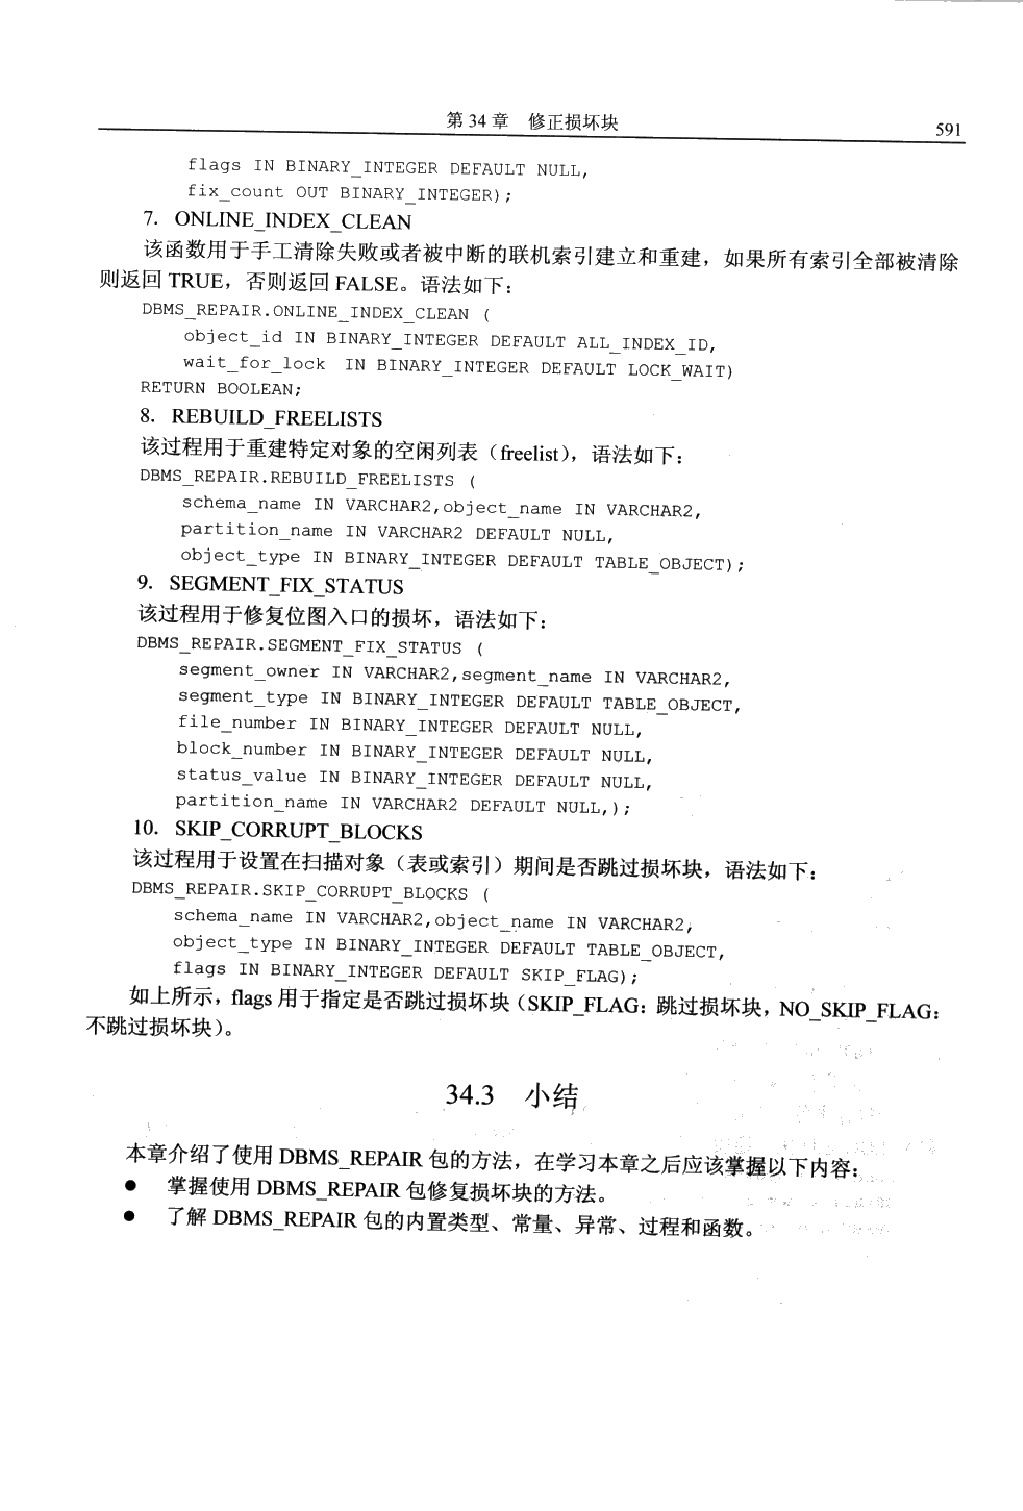 第 34 章 修正损坏块
591
flags IN BINARY_INTEGER DEFAULT NULL,
fix_count OUT BINARY_INTEGER);
7. ONLINE_INDEX_CLEAN
该函数用于手工清除失败或者被中断的联机索引建立和重建，如果所有索引全部被清除
则返回 TRUE，否则返回 FALSE。语法如下：
DBMS_REPAIR.ONLINE_INDEX_CLEAN (
object_id IN BINARY_INTEGER DEFAULT ALL_INDEX_ID,
wait_for_lock IN BINARY_INTEGER DEFAULT LOCK_WAIT)
RETURN BOOLEAN;
8. REBUILD_FREELISTS
该过程用于重建特定对象的空闲列表（freelist），语法如下：
DBMS_REPAIR.REBUILD_FREELISTS (
schema_name IN VARCHAR2,object_name IN VARCHAR2,
partition_name IN VARCHAR2 DEFAULT NULL,
object_type IN BINARY_INTEGER DEFAULT TABLE_OBJECT);
9. SEGMENT_FIX_STATUS
该过程用于修复位图入口的损坏，语法如下：
DBMS_REPAIR.SEGMENT_FIX_STATUS (
segment_owner IN VARCHAR2,segment_name IN VARCHAR2,
segment_type IN BINARY_INTEGER DEFAULT TABLE_OBJECT,
file_number IN BINARY_INTEGER DEFAULT NULL,
block_number IN BINARY_INTEGER DEFAULT NULL,
status_value IN BINARY_INTEGER DEFAULT NULL,
partition_name IN VARCHAR2 DEFAULT NULL,);
10. SKIP_CORRUPT_BLOCKS
该过程用于设置在扫描对象（表或索引）期间是否跳过损坏块，语法如下：
DBMS_REPAIR.SKIP_CORRUPT_BLOCKS (
schema_name IN VARCHAR2,object_name IN VARCHAR2,
object_type IN BINARY_INTEGER DEFAULT TABLE_OBJECT,
flags IN BINARY_INTEGER DEFAULT SKIP_FLAG);
如上所示，flags 用于指定是否跳过损坏块（SKIP_FLAG：跳过损坏块，NO_SKIP_FLAG：
不跳过损坏块）。
34.3 小结
本章介绍了使用 DBMS_REPAIR 包的方法，在学习本章之后应该掌握以下内容：
● 掌握使用 DBMS_REPAIR 包修复损坏块的方法。
● 了解 DBMS_REPAIR 包的内置类型、常量、异常、过程和函数。